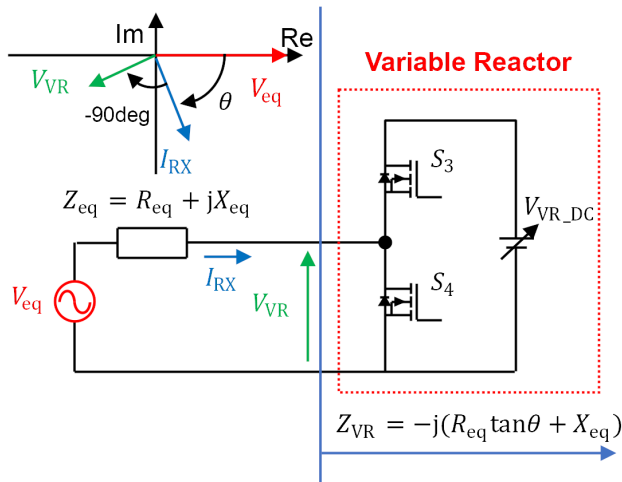 Im
Re
Variable Reactor
V_VR
V_eq
-90deg
θ
I_RX
S_3
Z_eq = R_eq + jX_eq
V_VR_DC
I_RX
S_4
V_eq
V_VR
Z_VR = −j(R_eq tanθ + X_eq)